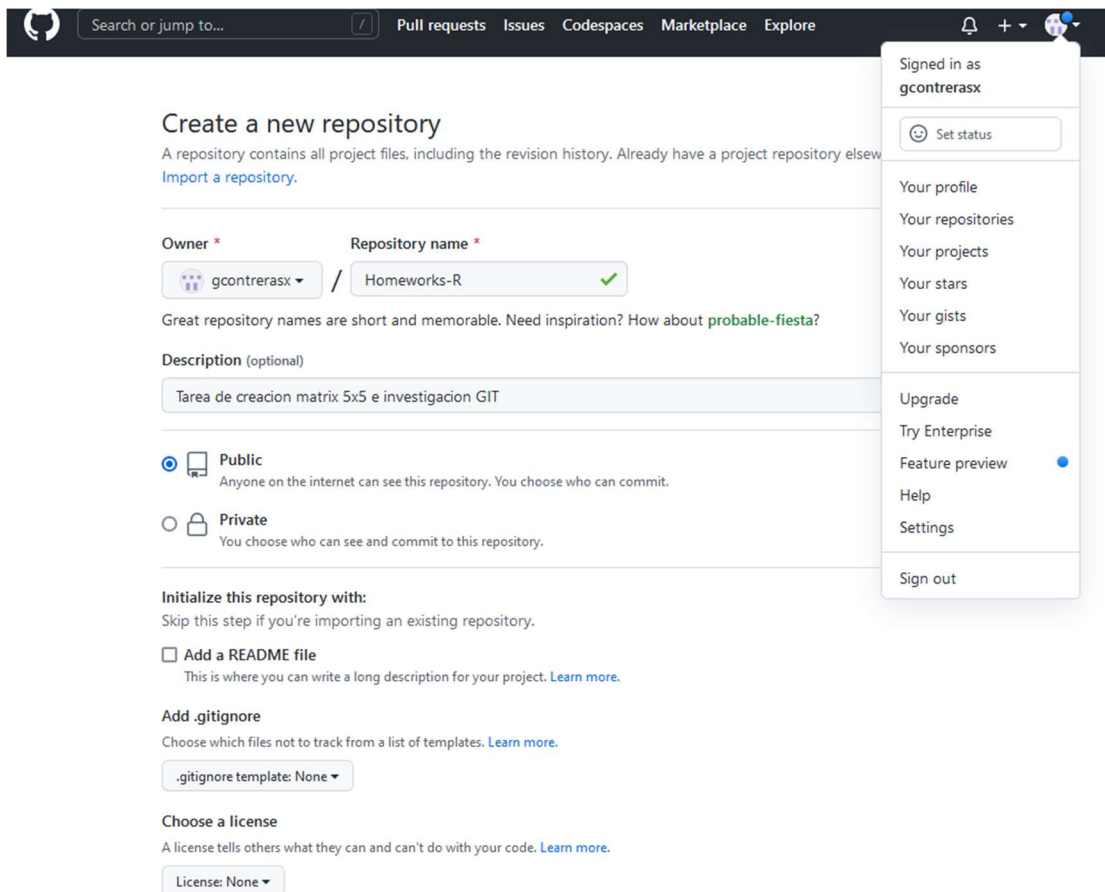 Search or jump to... / Pull requests Issues Codespaces Marketplace Explore
Signed in as
gcontrerasx
Set status
Your profile
Your repositories
Your projects
Your stars
Your gists
Your sponsors
Upgrade
Try Enterprise
Feature preview
Help
Settings
Sign out
Create a new repository
A repository contains all project files, including the revision history. Already have a project repository elsew
Import a repository.
Owner * Repository name *
gcontrerasx / Homeworks-R
Great repository names are short and memorable. Need inspiration? How about probable-fiesta?
Description (optional)
Tarea de creacion matrix 5x5 e investigacion GIT
Public
Anyone on the internet can see this repository. You choose who can commit.
Private
You choose who can see and commit to this repository.
Initialize this repository with:
Skip this step if you're importing an existing repository.
Add a README file
This is where you can write a long description for your project. Learn more.
Add .gitignore
Choose which files not to track from a list of templates. Learn more.
.gitignore template: None
Choose a license
A license tells others what they can and can't do with your code. Learn more.
License: None